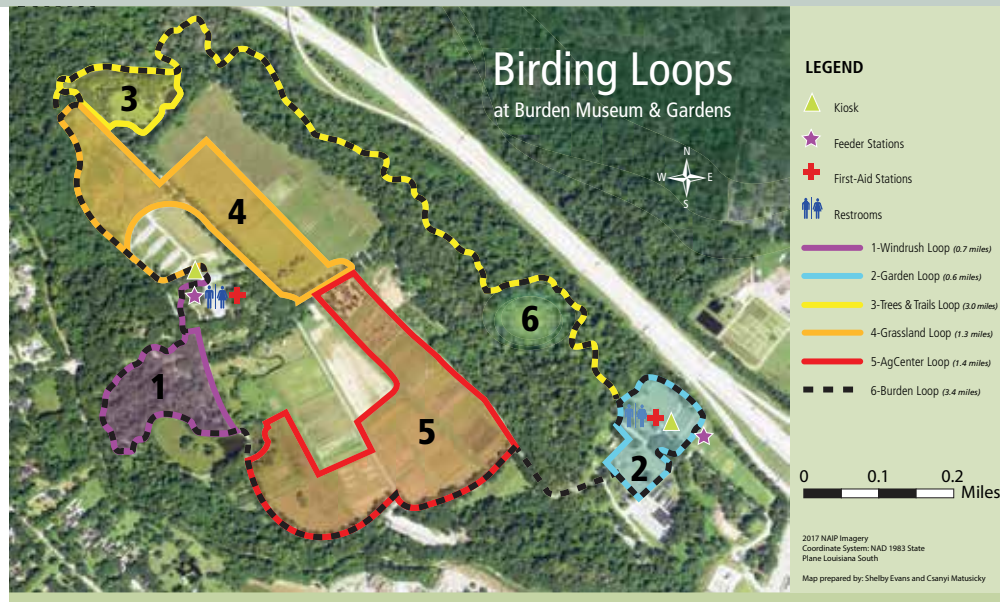 Birding Loops
at Burden Museum & Gardens
N
W E
S
3
4
6
1
5
2
LEGEND
Kiosk
Feeder Stations
First-Aid Stations
Restrooms
1-Windrush Loop (0.7 miles)
2-Garden Loop (0.6 miles)
3-Trees & Trails Loop (3.0 miles)
4-Grassland Loop (1.3 miles)
5-AgCenter Loop (1.4 miles)
6-Burden Loop (3.4 miles)
0 0.1 0.2
Miles
2017 NAIP Imagery
Coordinate System: NAD 1983 State
Plane Louisiana South
Map prepared by: Shelby Evans and Csanyi Matusicky